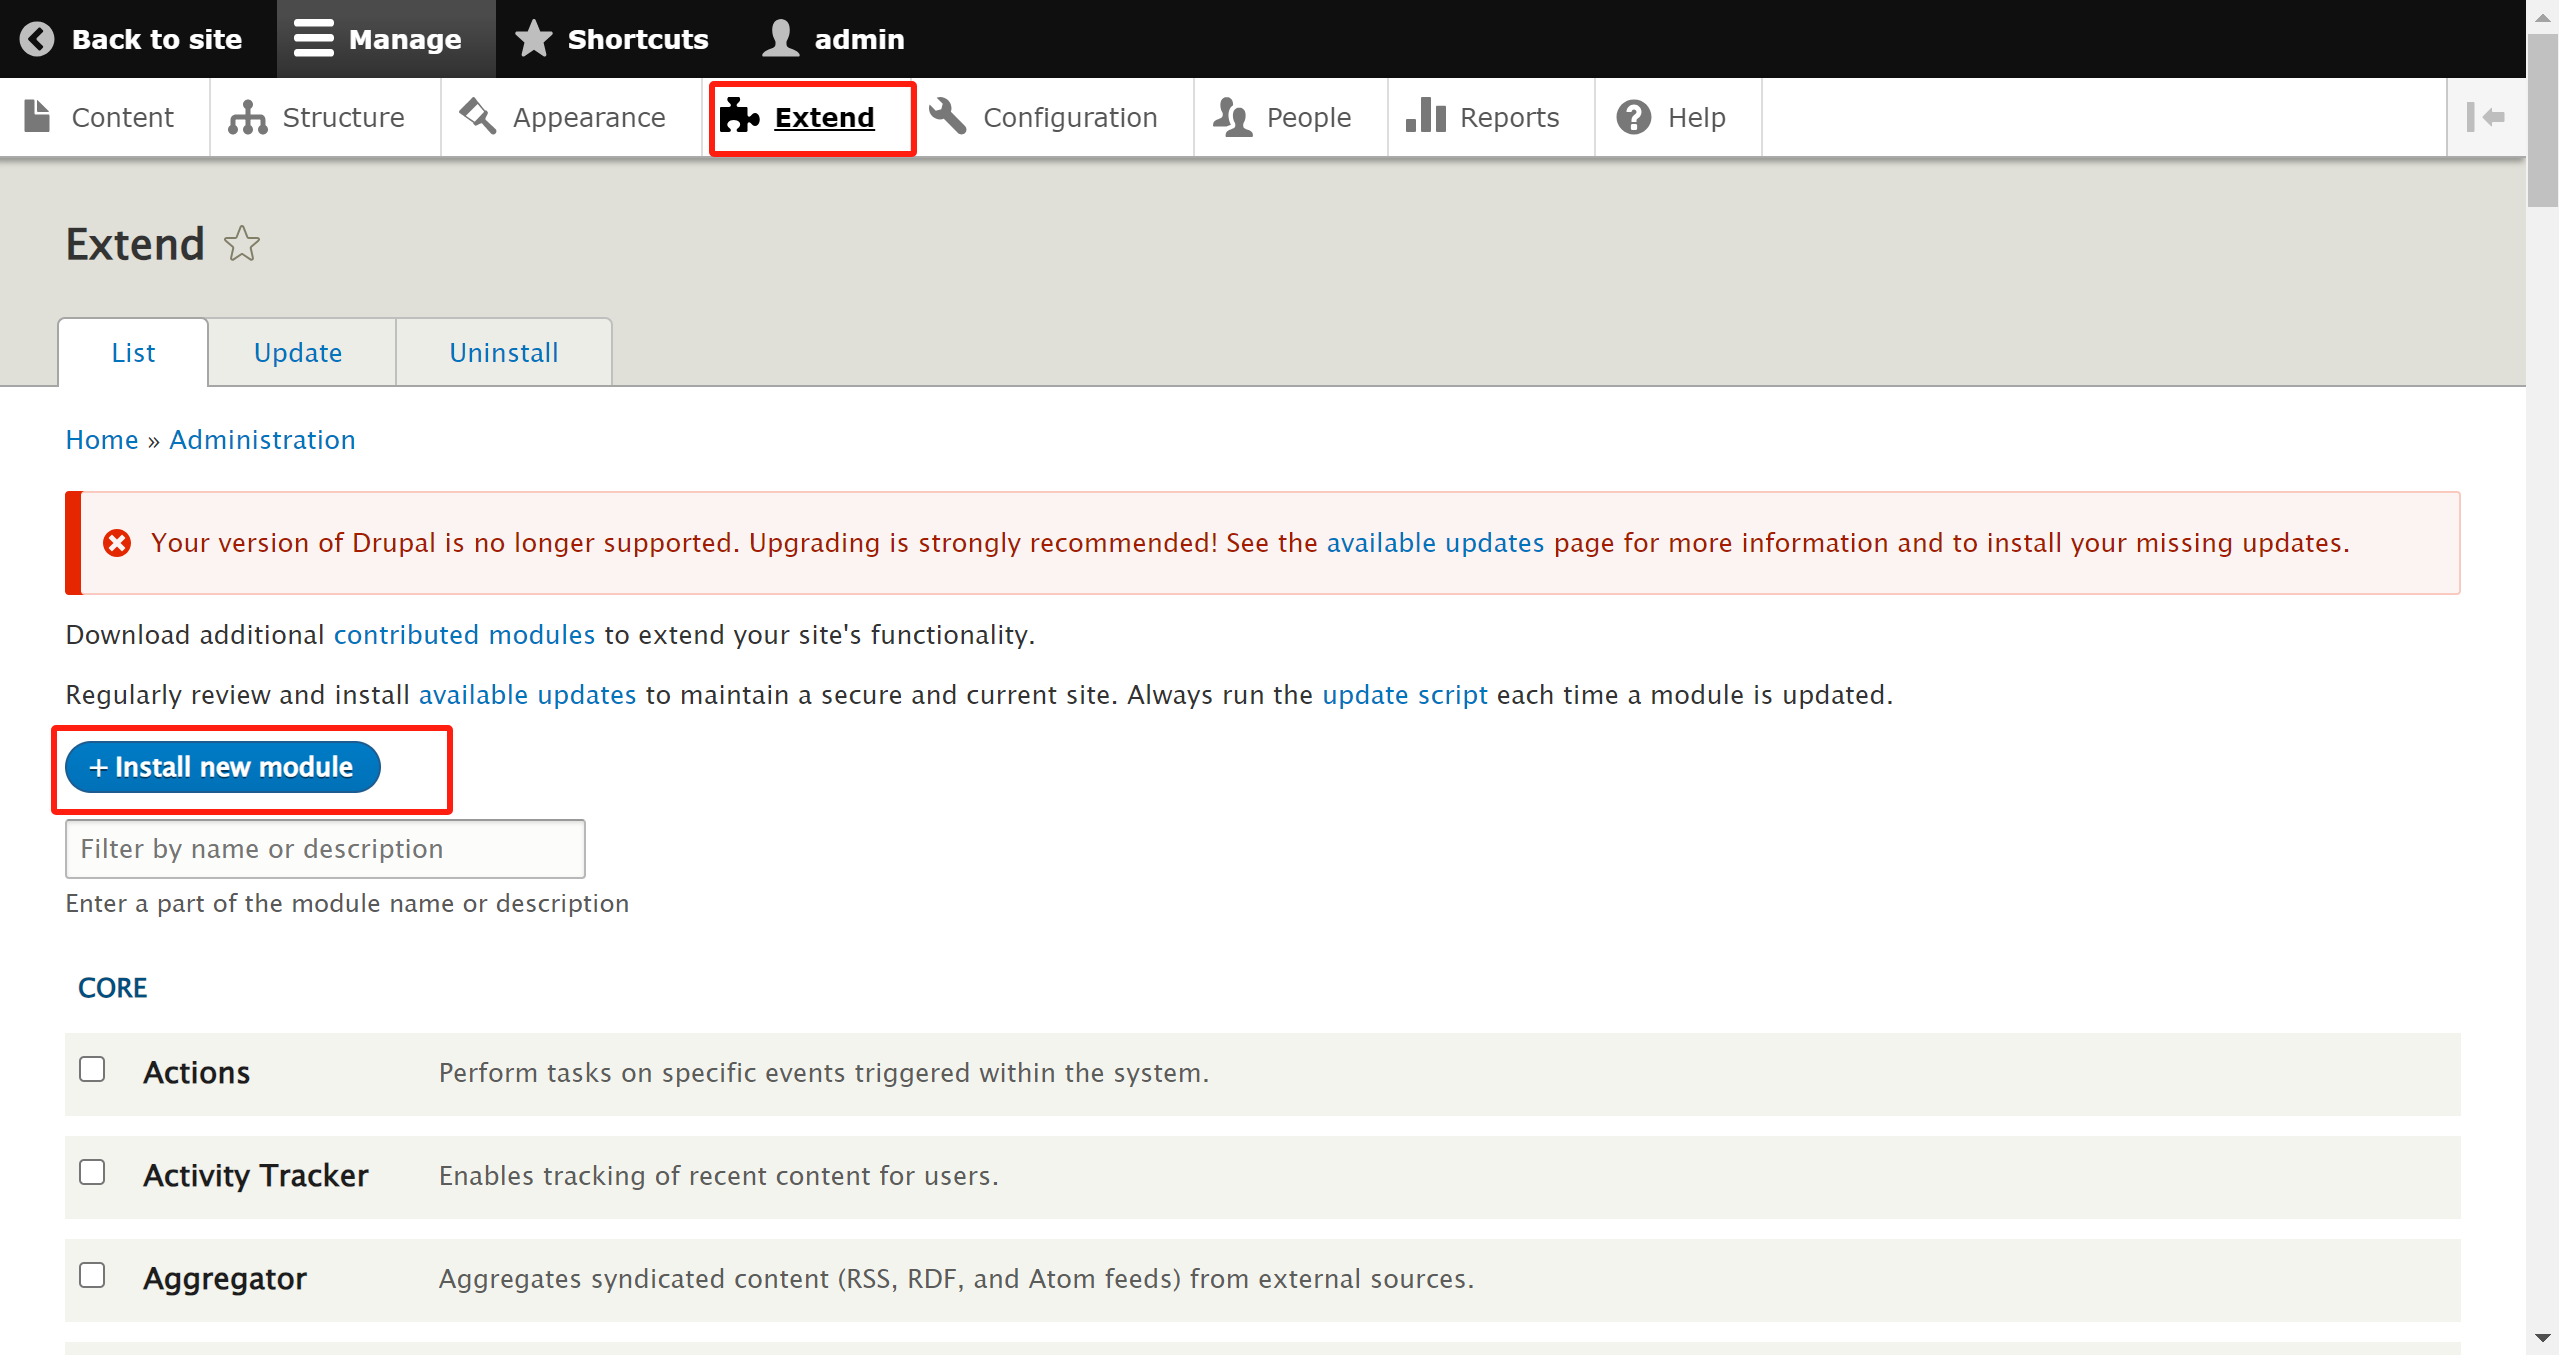 Back to site Manage Shortcuts admin
Content Structure Appearance Extend Configuration People Reports Help
Extend
List Update Uninstall
Home » Administration
Your version of Drupal is no longer supported. Upgrading is strongly recommended! See the available updates page for more information and to install your missing updates.
Download additional contributed modules to extend your site's functionality.
Regularly review and install available updates to maintain a secure and current site. Always run the update script each time a module is updated.
+ Install new module
Filter by name or description
Enter a part of the module name or description
CORE
Actions Perform tasks on specific events triggered within the system.
Activity Tracker Enables tracking of recent content for users.
Aggregator Aggregates syndicated content (RSS, RDF, and Atom feeds) from external sources.